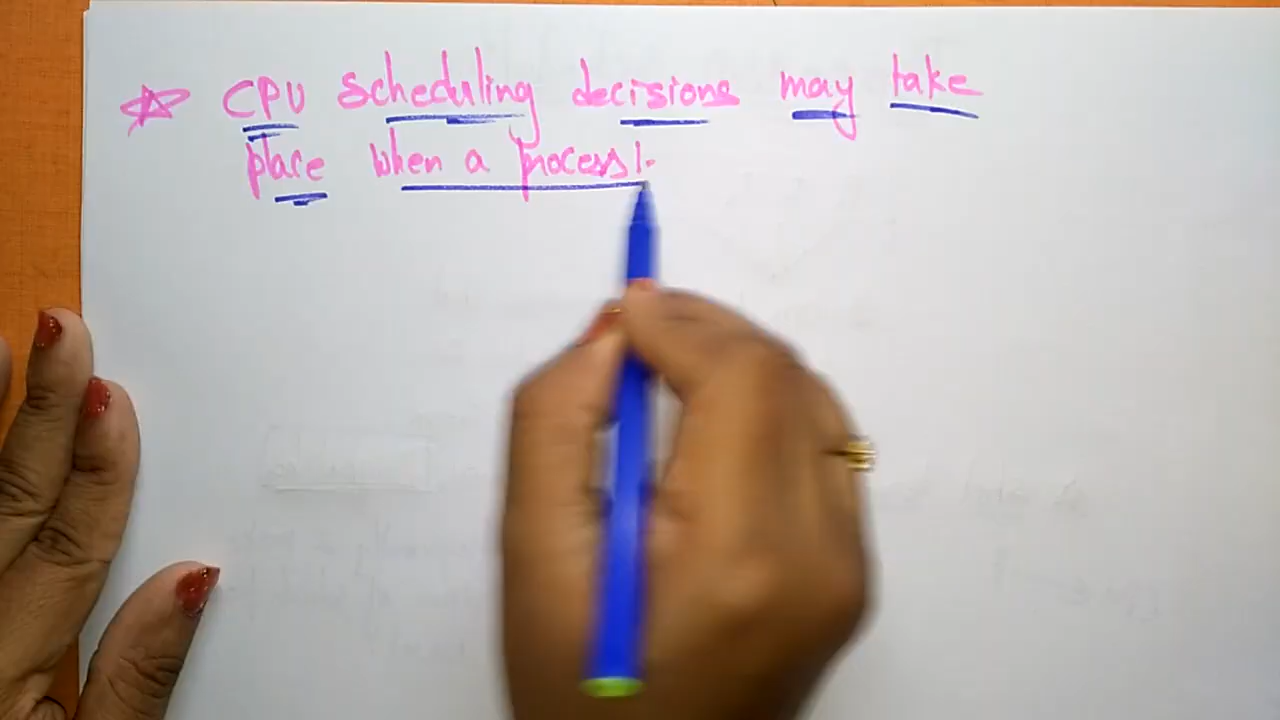 ☆ CPU scheduling decisions may take
place when a process :-